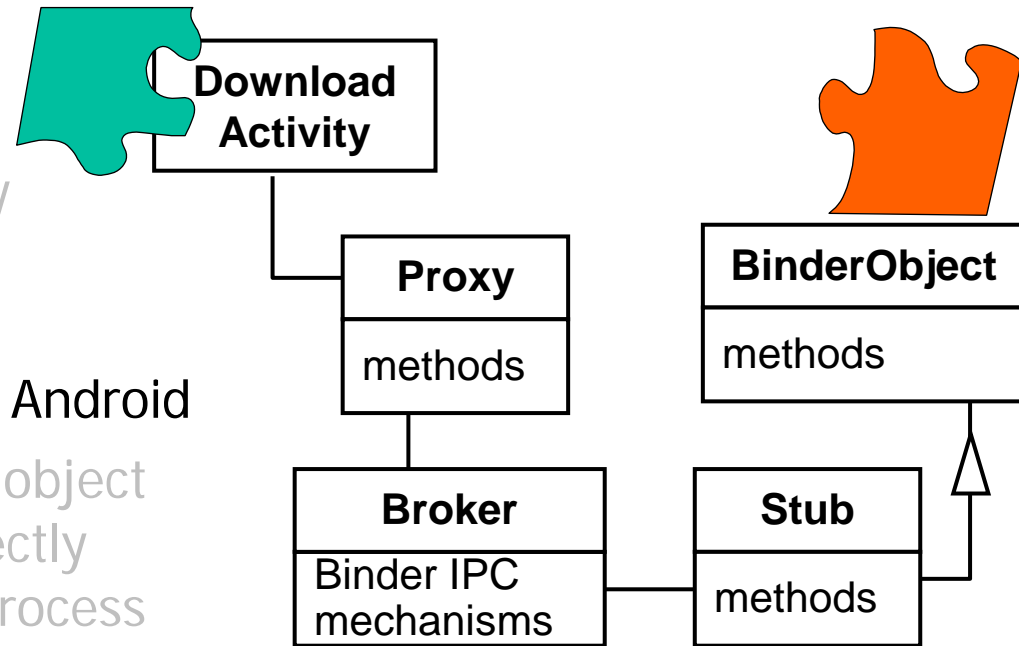 Download
Activity
Proxy
methods
BinderObject
methods
Android
object
ectly
rocess
Broker
Binder IPC
mechanisms
Stub
methods